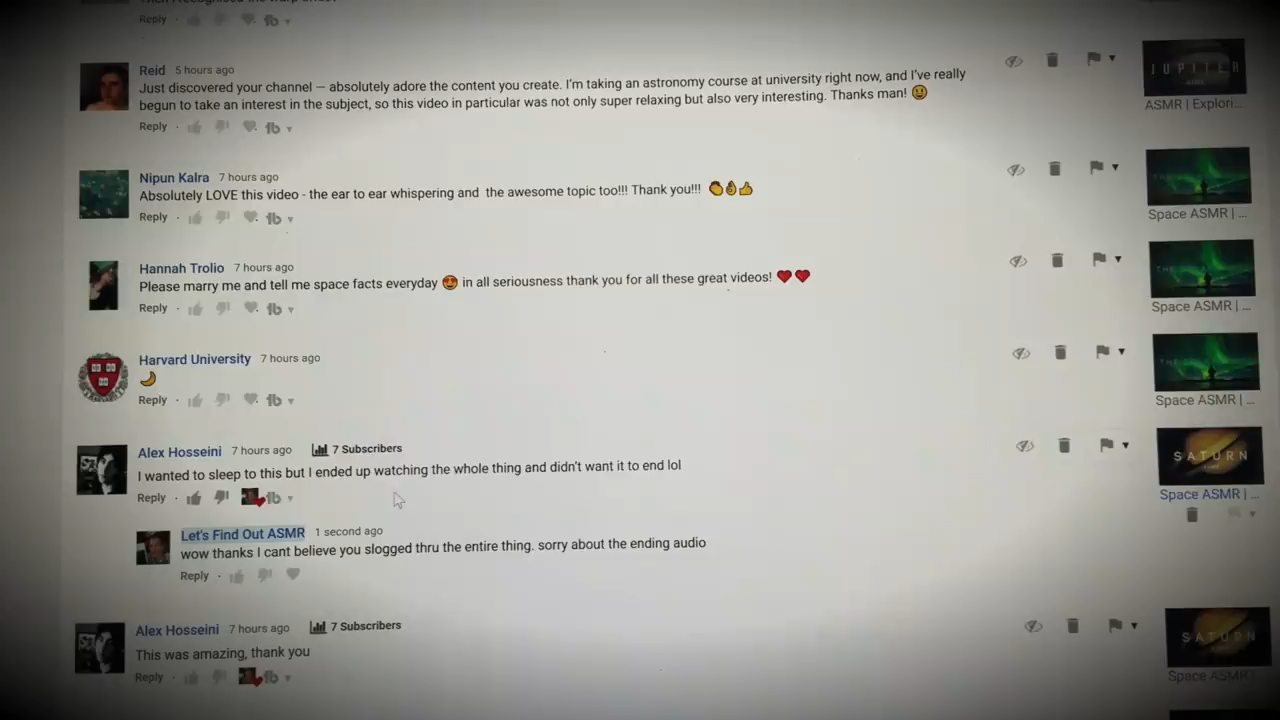 Reply
Reid 5 hours ago
Just discovered your channel – absolutely adore the content you create. I'm taking an astronomy course at university right now, and I've really
begun to take an interest in the subject, so this video in particular was not only super relaxing but also very interesting. Thanks man! 😃
Reply
JUPITER
ASMR | Explori...
Nipun Kalra 7 hours ago
Absolutely LOVE this video - the ear to ear whispering and the awesome topic too!!! Thank you!!! 👏👌👍
Reply
Space ASMR | ...
Hannah Trolio 7 hours ago
Please marry me and tell me space facts everyday 😍 in all seriousness thank you for all these great videos! ❤️❤️
Reply
Space ASMR | ...
Harvard University 7 hours ago
🌙
Reply
Space ASMR | ...
Alex Hosseini 7 hours ago 7 Subscribers
I wanted to sleep to this but I ended up watching the whole thing and didn't want it to end lol
Reply
SATURN
Space ASMR | ...
Let's Find Out ASMR 1 second ago
wow thanks I cant believe you slogged thru the entire thing. sorry about the ending audio
Reply
Alex Hosseini 7 hours ago 7 Subscribers
This was amazing, thank you
Reply
SATURN
Space ASMR | ...